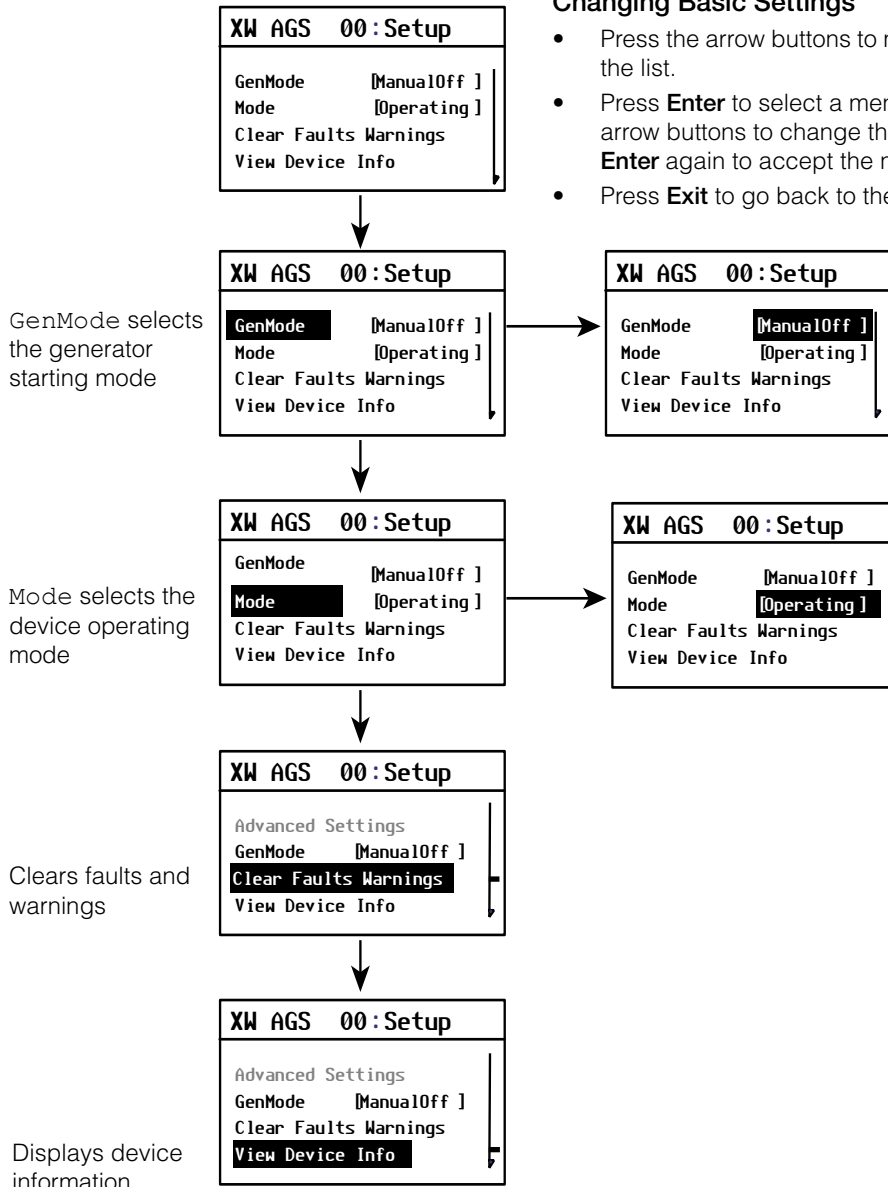 Changing Basic Settings
• Press the arrow buttons to
the list.
• Press Enter to select a
arrow buttons to change
Enter again to accept the
• Press Exit to go back to
XW AGS 00:Setup
GenMode [ManualOff ]
Mode [Operating ]
Clear Faults Warnings
View Device Info
GenMode selects
the generator
starting mode
XW AGS 00:Setup
GenMode [ManualOff ]
Mode [Operating ]
Clear Faults Warnings
View Device Info
XW AGS 00:Setup
GenMode [ManualOff ]
Mode [Operating ]
Clear Faults Warnings
View Device Info
Mode selects the
device operating
mode
XW AGS 00:Setup
GenMode [ManualOff ]
Mode [Operating ]
Clear Faults Warnings
View Device Info
XW AGS 00:Setup
GenMode [ManualOff ]
Mode [Operating ]
Clear Faults Warnings
View Device Info
Clears faults and
warnings
XW AGS 00:Setup
Advanced Settings
GenMode [ManualOff ]
Clear Faults Warnings
View Device Info
Displays device
information
XW AGS 00:Setup
Advanced Settings
GenMode [ManualOff ]
Clear Faults Warnings
View Device Info